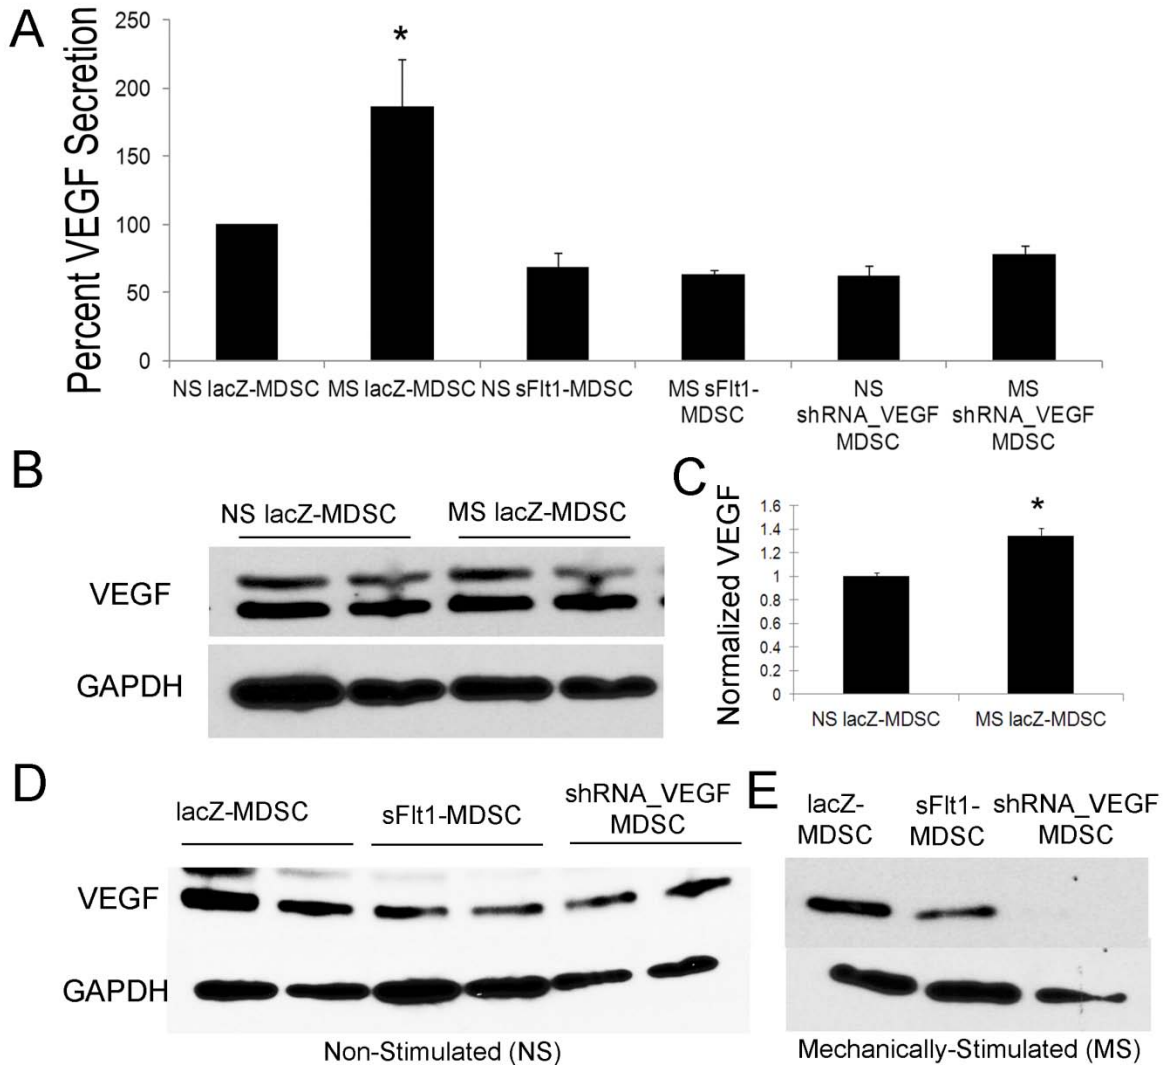 A
Percent VEGF Secretion
250
200
150
100
50
0
*
NS lacZ-MDSC MS lacZ-MDSC NS sFlt1-MDSC MS sFlt1- NS MS
MDSC shRNA_VEGF shRNA_VEGF
MDSC MDSC
B
NS lacZ-MDSC MS lacZ-MDSC
VEGF
GAPDH
C
Normalized VEGF
1.6
1.4
1.2
1
0.8
0.6
0.4
0.2
0
*
NS lacZ-MDSC MS lacZ-MDSC
D
lacZ-MDSC sFlt1-MDSC shRNA_VEGF
MDSC
VEGF
GAPDH
Non-Stimulated (NS)
E
lacZ- sFlt1- shRNA_VEGF
MDSC MDSC MDSC
Mechanically-Stimulated (MS)